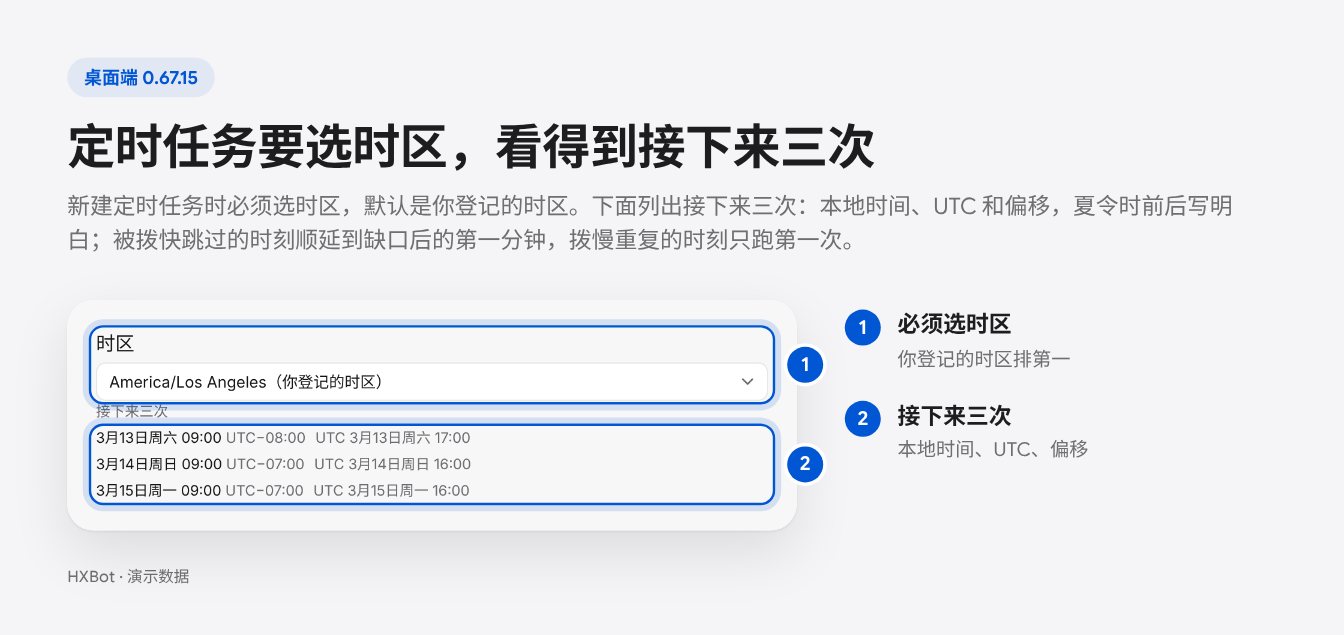 桌面端 0.67.15
定时任务要选时区，看得到接下来三次
新建定时任务时必须选时区，默认是你登记的时区。下面列出接下来三次：本地时间、UTC 和偏移，夏令时前后写明
白；被拨快跳过的时刻顺延到缺口后的第一分钟，拨慢重复的时刻只跑第一次。
时区
America/Los Angeles（你登记的时区）
1
接下来三次
3月13日周六 09:00 UTC−08:00 UTC 3月13日周六 17:00
3月14日周日 09:00 UTC−07:00 UTC 3月14日周日 16:00
3月15日周一 09:00 UTC−07:00 UTC 3月15日周一 16:00
2
1 必须选时区
你登记的时区排第一
2 接下来三次
本地时间、UTC、偏移
HXBot · 演示数据